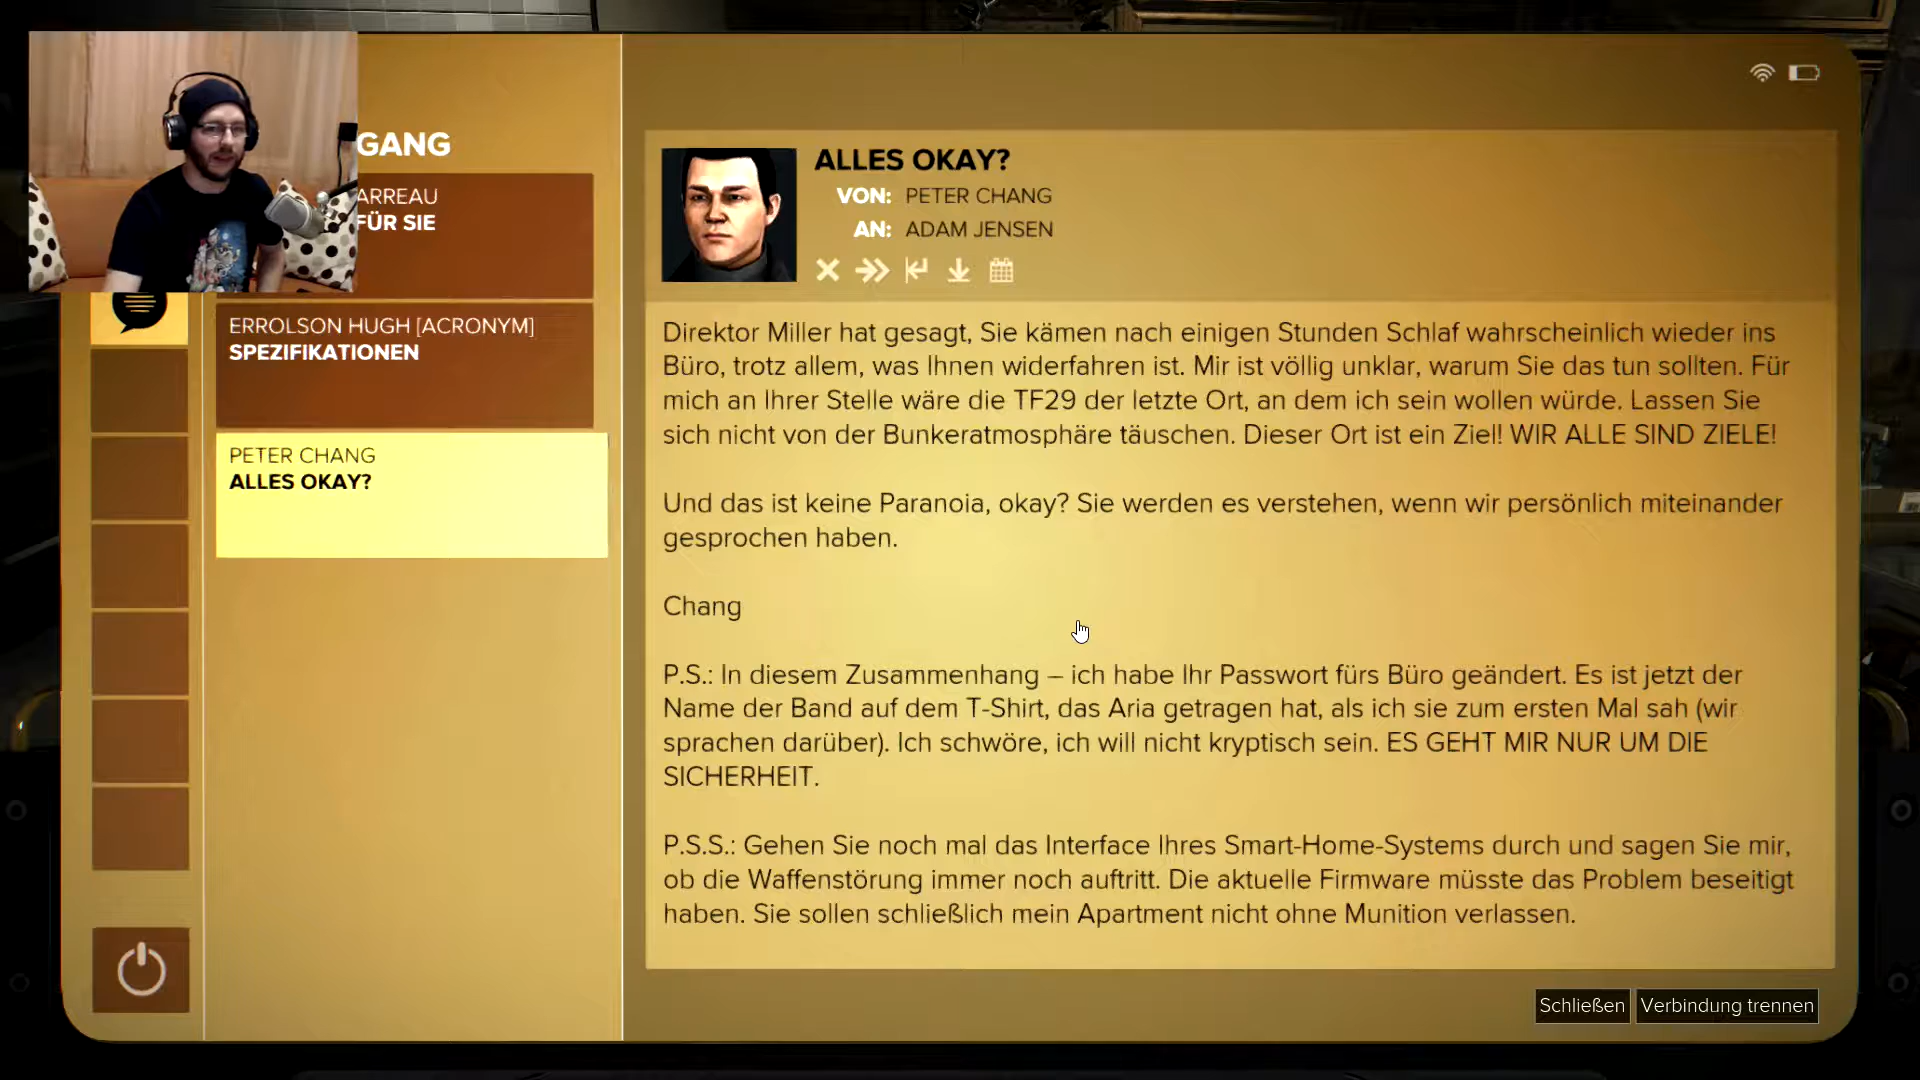 GANG
ARREAU
FÜR SIE
ERROLSON HUGH [ACRONYM]
SPEZIFIKATIONEN
PETER CHANG
ALLES OKAY?
ALLES OKAY?
VON: PETER CHANG
AN: ADAM JENSEN
Direktor Miller hat gesagt, Sie kämen nach einigen Stunden Schlaf wahrscheinlich wieder ins
Büro, trotz allem, was Ihnen widerfahren ist. Mir ist völlig unklar, warum Sie das tun sollten. Für
mich an Ihrer Stelle wäre die TF29 der letzte Ort, an dem ich sein wollen würde. Lassen Sie
sich nicht von der Bunkeratmosphäre täuschen. Dieser Ort ist ein Ziel! WIR ALLE SIND ZIELE!
Und das ist keine Paranoia, okay? Sie werden es verstehen, wenn wir persönlich miteinander
gesprochen haben.
Chang
P.S.: In diesem Zusammenhang – ich habe Ihr Passwort fürs Büro geändert. Es ist jetzt der
Name der Band auf dem T-Shirt, das Aria getragen hat, als ich sie zum ersten Mal sah (wir
sprachen darüber). Ich schwöre, ich will nicht kryptisch sein. ES GEHT MIR NUR UM DIE
SICHERHEIT.
P.S.S.: Gehen Sie noch mal das Interface Ihres Smart-Home-Systems durch und sagen Sie mir,
ob die Waffenstörung immer noch auftritt. Die aktuelle Firmware müsste das Problem beseitigt
haben. Sie sollen schließlich mein Apartment nicht ohne Munition verlassen.
Schließen
Verbindung trennen